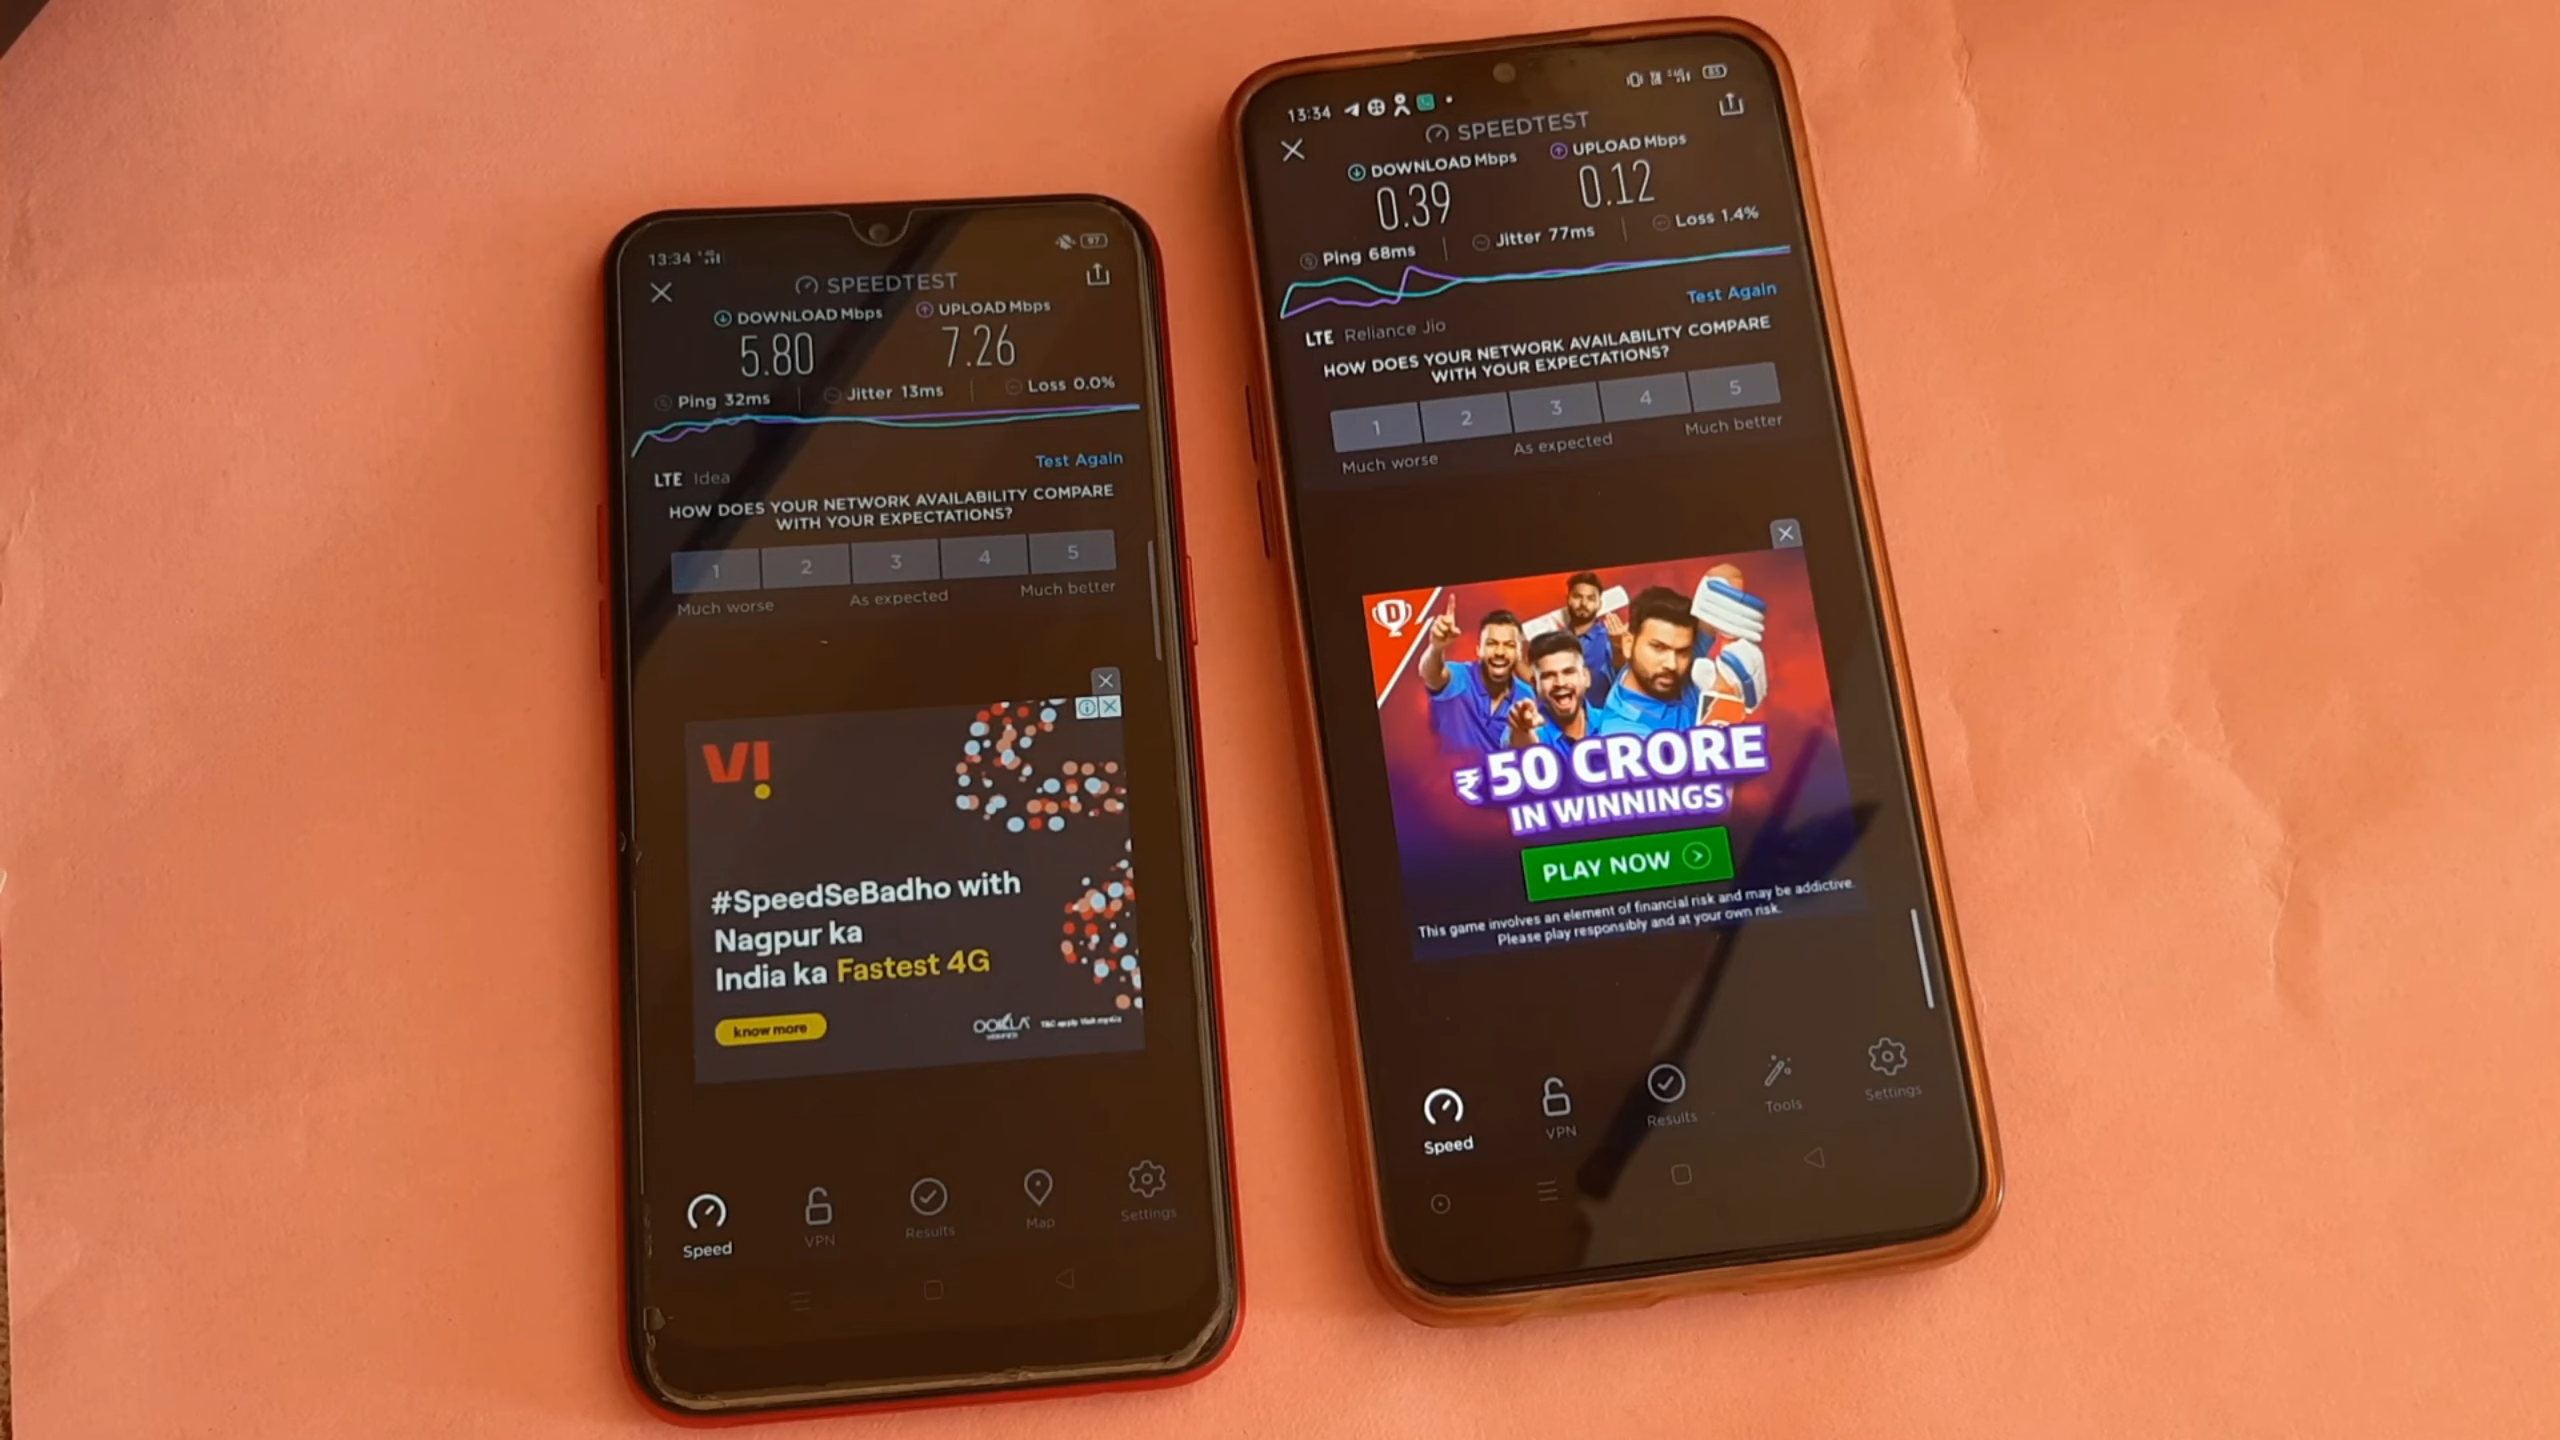 13:34
SPEEDTEST
DOWNLOAD Mbps
UPLOAD Mbps
5.80
7.26
Ping 32ms
Jitter 13ms
Loss 0.0%
Test Again
LTE Idea
HOW DOES YOUR NETWORK AVAILABILITY COMPARE
WITH YOUR EXPECTATIONS?
1 2 3 4 5
Much worse
As expected
Much better
VI
#SpeedSeBadho with
Nagpur ka
India ka Fastest 4G
know more
OOKLA
Speed
VPN
Results
Map
Settings
13:34
SPEEDTEST
DOWNLOAD Mbps
UPLOAD Mbps
0.39
0.12
Ping 68ms
Jitter 77ms
Loss 1.4%
Test Again
LTE Reliance Jio
HOW DOES YOUR NETWORK AVAILABILITY COMPARE
WITH YOUR EXPECTATIONS?
1 2 3 4 5
Much worse
As expected
Much better
D
₹50 CRORE
IN WINNINGS
PLAY NOW
This game involves an element of financial risk and may be addictive.
Please play responsibly and at your own risk.
Speed
VPN
Results
Tools
Settings